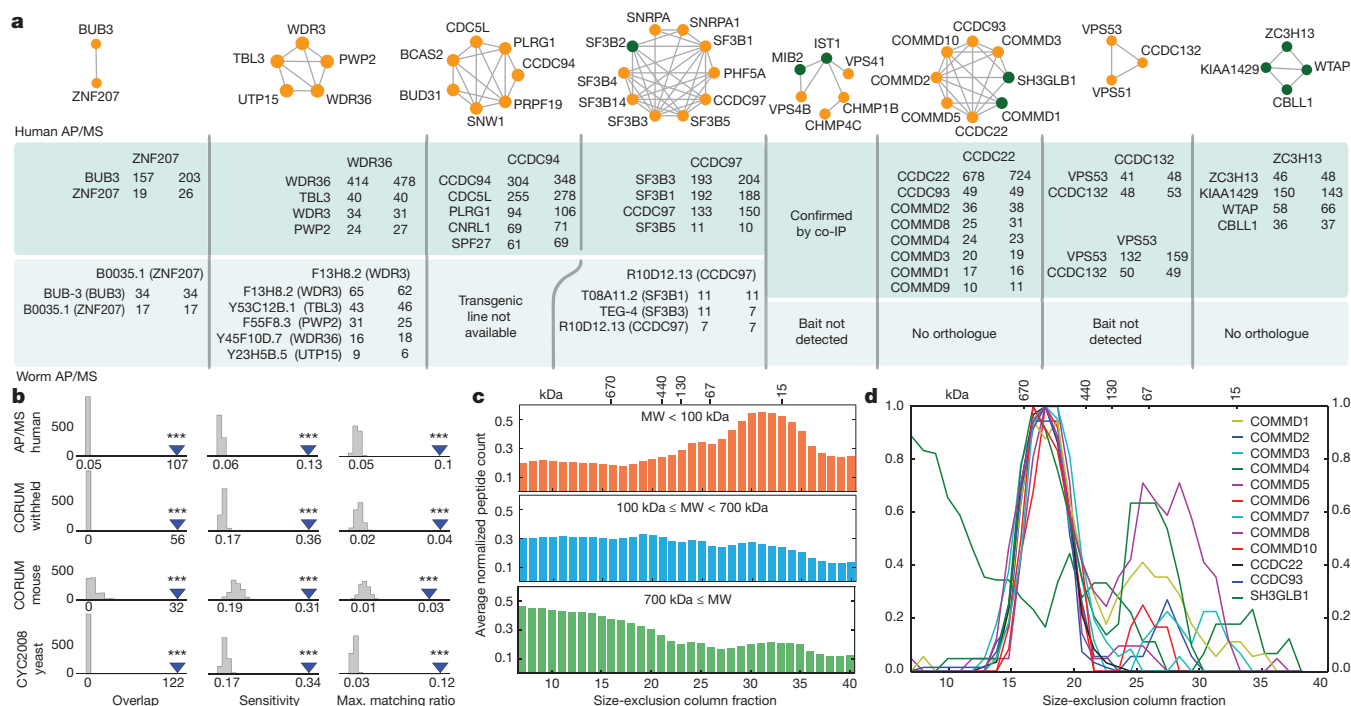 a
BUB3
ZNF207
WDR3
TBL3
PWP2
UTP15
WDR36
CDC5L
BCAS2
PLRG1
CCDC94
BUD31
PRPF19
SNW1
SNRPA
SNRPA1
SF3B2
SF3B1
SF3B4
PHF5A
SF3B14
CCDC97
SF3B3
SF3B5
IST1
MIB2
VPS41
VPS4B
CHMP1B
CHMP4C
CCDC93
COMMD10
COMMD3
COMMD2
SH3GLB1
COMMD5
COMMD1
CCDC22
VPS53
CCDC132
VPS51
ZC3H13
KIAA1429
WTAP
CBLL1
Human AP/MS
ZNF207
BUB3 157 203
ZNF207 19 26
WDR36
WDR36 414 478
TBL3 40 40
WDR3 34 31
PWP2 24 27
CCDC94
CCDC94 304 348
CDC5L 255 278
PLRG1 94 106
CNRL1 69 71
SPF27 61 69
CCDC97
SF3B3 193 204
SF3B1 192 188
CCDC97 133 150
SF3B5 11 10
Confirmed
by co-IP
CCDC22
CCDC22 678 724
CCDC93 49 49
COMMD2 36 38
COMMD8 25 31
COMMD4 24 23
COMMD3 20 19
COMMD1 17 16
COMMD9 10 11
CCDC132
VPS53 41 48
CCDC132 48 53
VPS53
VPS53 132 159
CCDC132 50 49
ZC3H13
ZC3H13 46 48
KIAA1429 150 143
WTAP 58 66
CBLL1 36 37
B0035.1 (ZNF207)
BUB-3 (BUB3) 34 34
B0035.1 (ZNF207) 17 17
F13H8.2 (WDR3)
F13H8.2 (WDR3) 65 62
Y53C12B.1 (TBL3) 43 46
F55F8.3 (PWP2) 31 25
Y45F10D.7 (WDR36) 16 18
Y23H5B.5 (UTP15) 9 6
Transgenic
line not
available
R10D12.13 (CCDC97)
T08A11.2 (SF3B1) 11 11
TEG-4 (SF3B3) 11 7
R10D12.13 (CCDC97) 7 7
Bait not
detected
No orthologue
Bait not
detected
No orthologue
Worm AP/MS
b
AP/MS
human
500
0
0.05 107
***
0.06 0.13
***
0.05 0.1
***
CORUM
withheld
500
0
0 56
***
0.17 0.36
***
0.02 0.04
***
CORUM
mouse
500
0
0 32
***
0.19 0.31
***
0.01 0.03
***
CYC2008
yeast
500
0
0 122
***
0.17 0.34
***
0.03 0.12
***
Overlap
Sensitivity
Max. matching ratio
c
kDa 670 440 130 67 15
Average normalized peptide count
MW < 100 kDa
0.5
0.3
0.1
100 kDa ≤ MW < 700 kDa
0.5
0.3
0.1
700 kDa ≤ MW
0.5
0.3
0.1
10 15 20 25 30 35 40
Size-exclusion column fraction
d
kDa 670 440 130 67 15
1.0
0.8
0.6
0.4
0.2
0.0
1.0
0.8
0.6
0.4
0.2
0.0
COMMD1
COMMD2
COMMD3
COMMD4
COMMD5
COMMD6
COMMD7
COMMD8
COMMD10
CCDC22
CCDC93
SH3GLB1
10 15 20 25 30 35 40
Size-exclusion column fraction